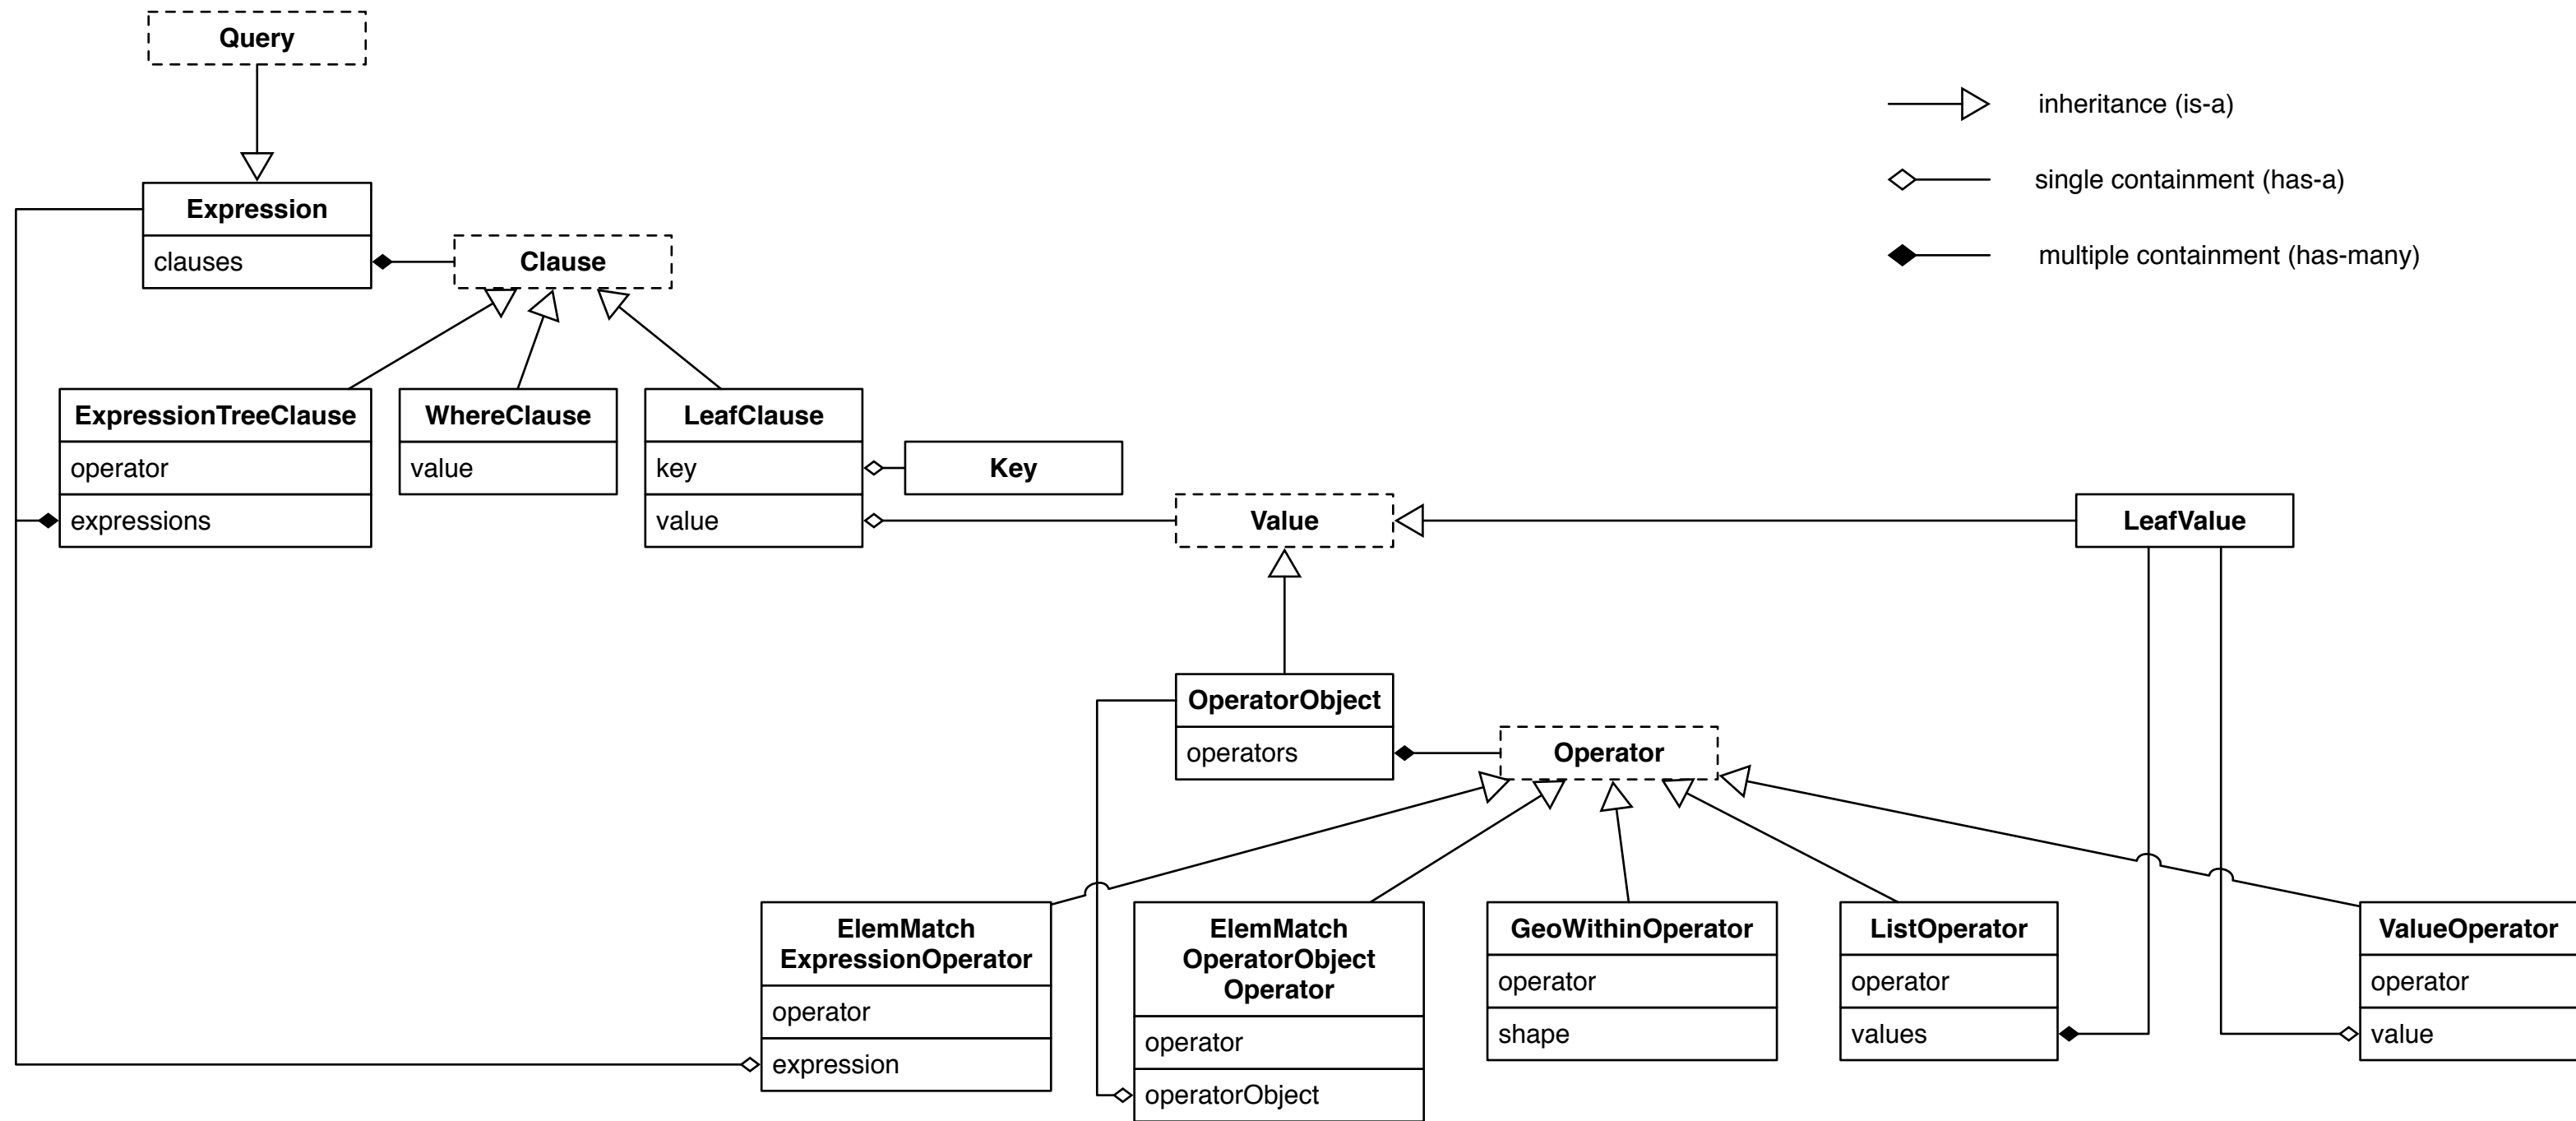 Query
inheritance (is-a)
single containment (has-a)
multiple containment (has-many)
Expression
clauses
Clause
ExpressionTreeClause
operator
expressions
WhereClause
value
LeafClause
key
value
Key
Value
LeafValue
OperatorObject
operators
Operator
ElemMatch
ExpressionOperator
operator
expression
ElemMatch
OperatorObject
Operator
operator
operatorObject
GeoWithinOperator
operator
shape
ListOperator
operator
values
ValueOperator
operator
value